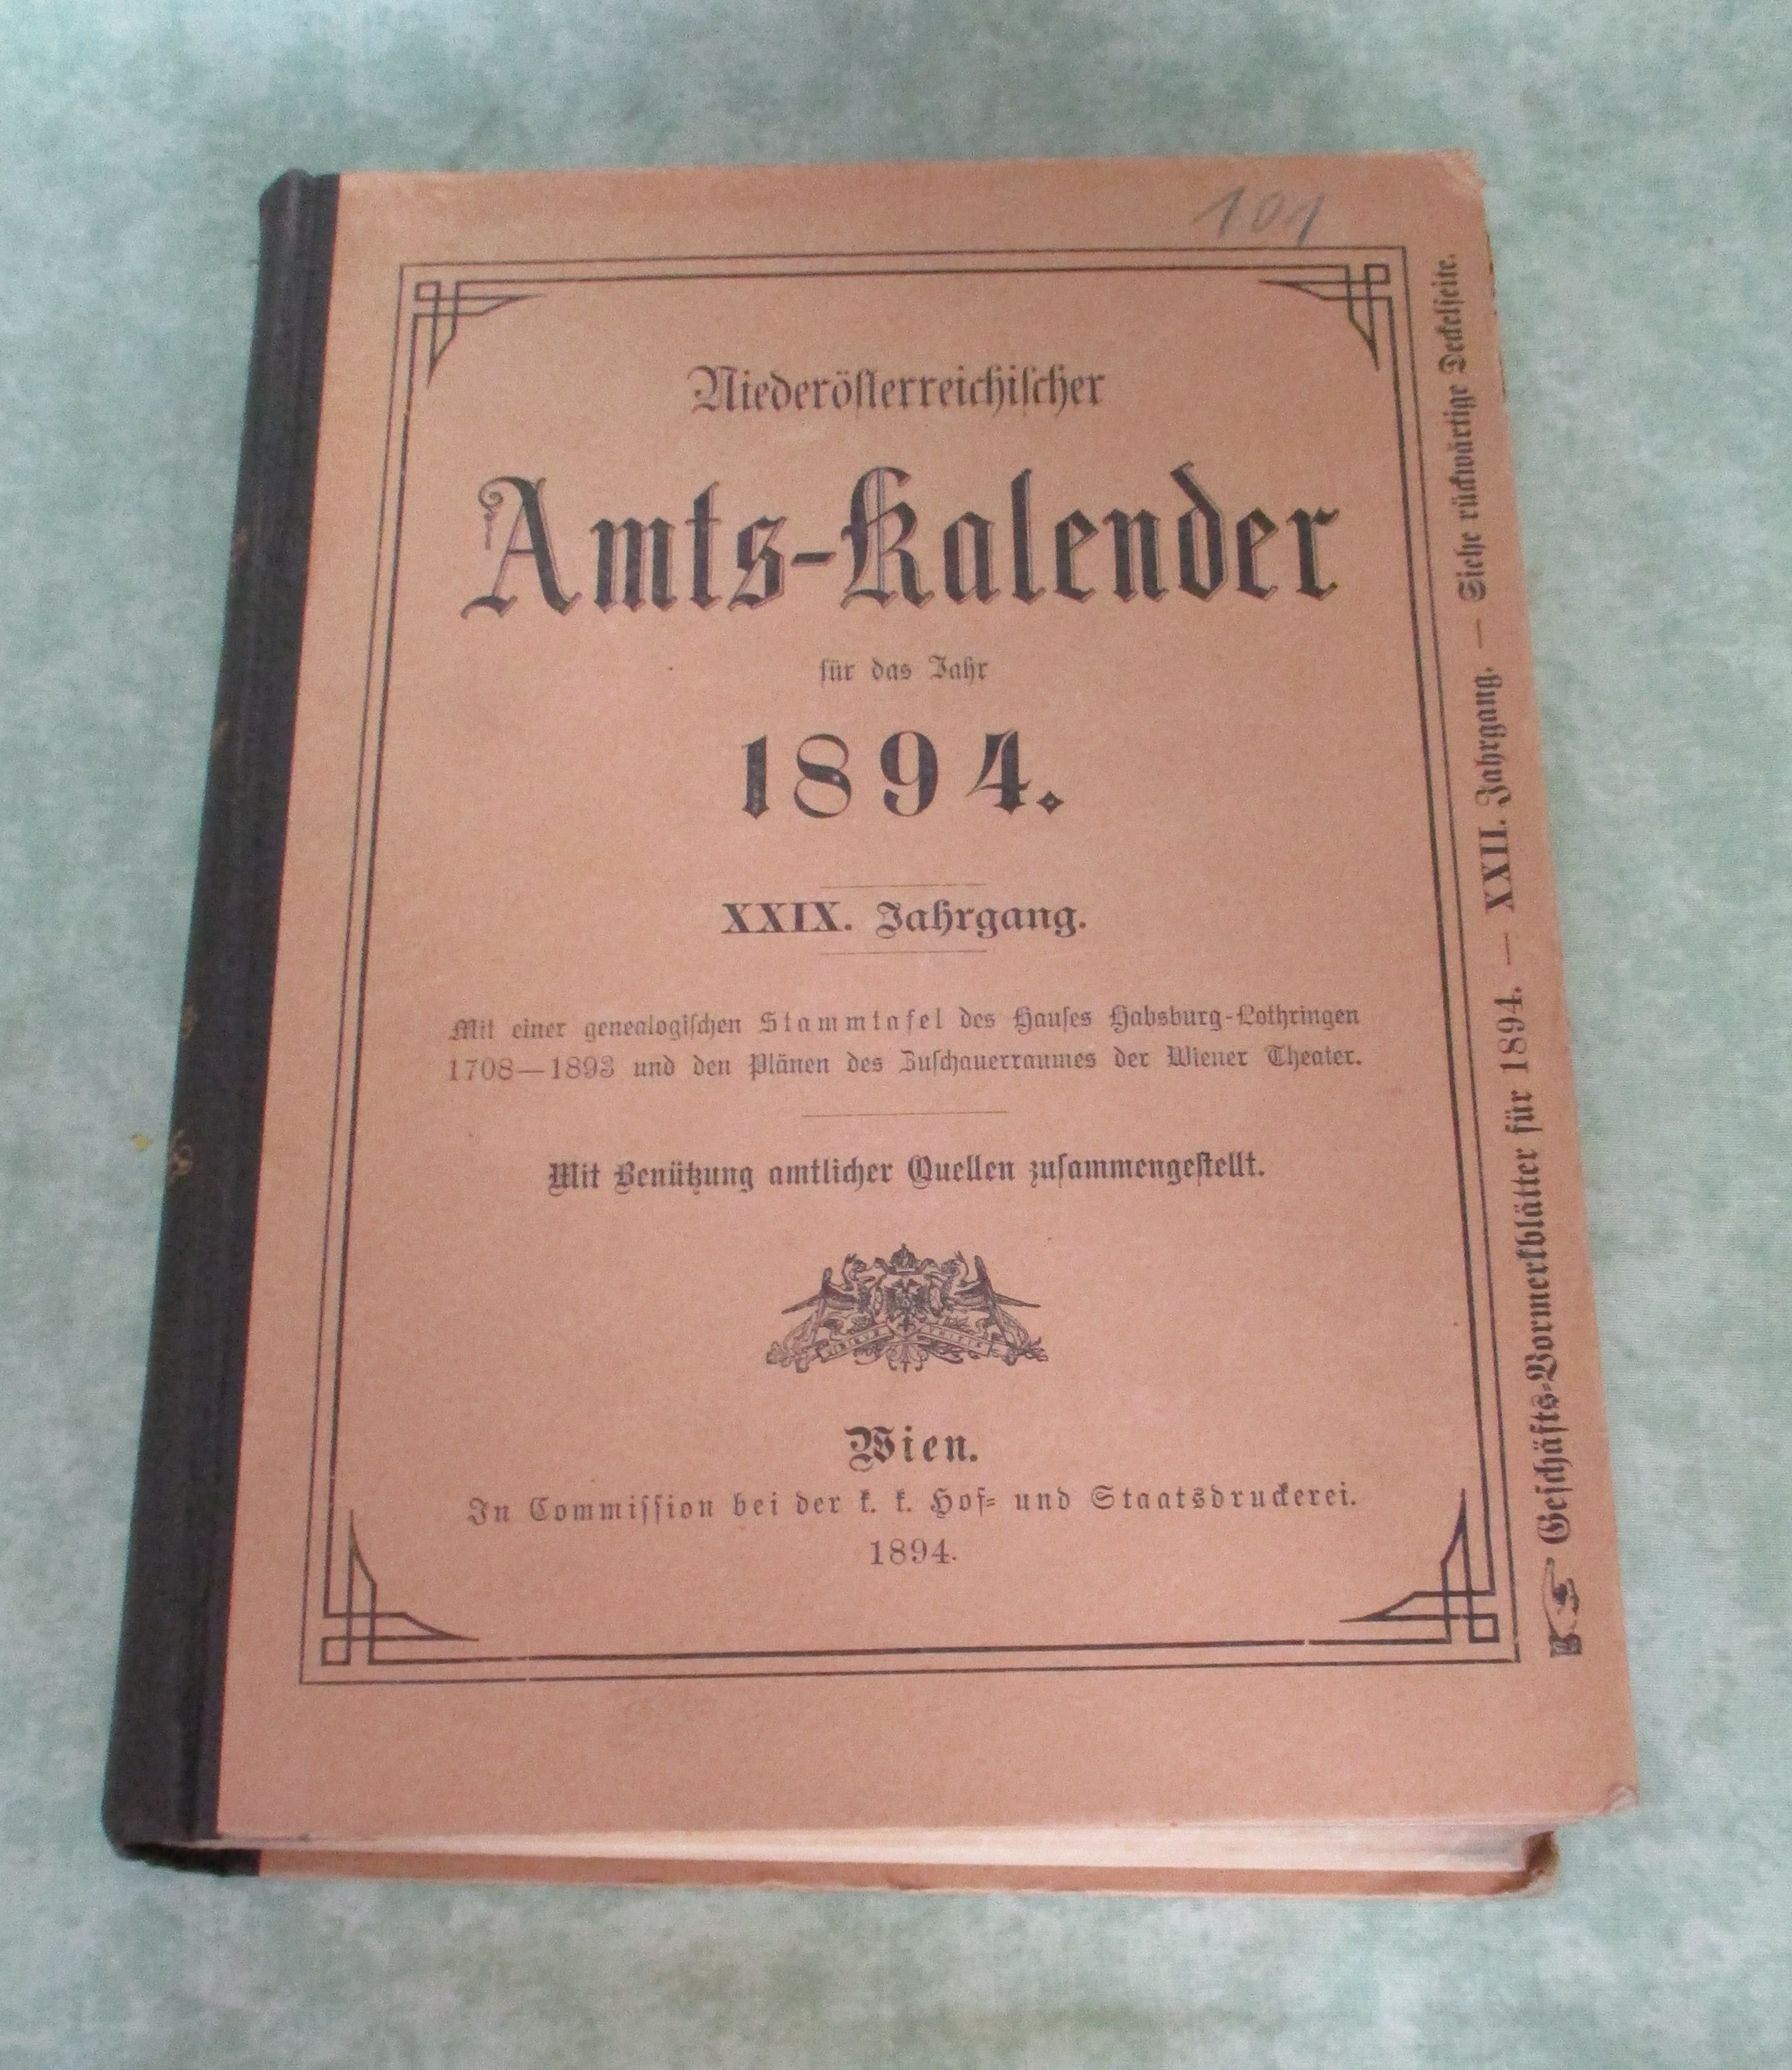 101
Niederösterreichischer
Amts-Kalender
für das Jahr
1894.
XXIX. Jahrgang.
Mit einer genealogischen Stammtafel des Hauses Habsburg-Lothringen
1708—1893 und den Plänen des Zuschauerraumes der Wiener Theater.
Mit Benützung amtlicher Quellen zusammengestellt.
Wien.
In Commission bei der k. k. Hof- und Staatsdruckerei.
1894.
Geschäfts-Vormerkblätter für 1894. — XXII. Jahrgang. — Siehe rückwärtige Deckelseite.